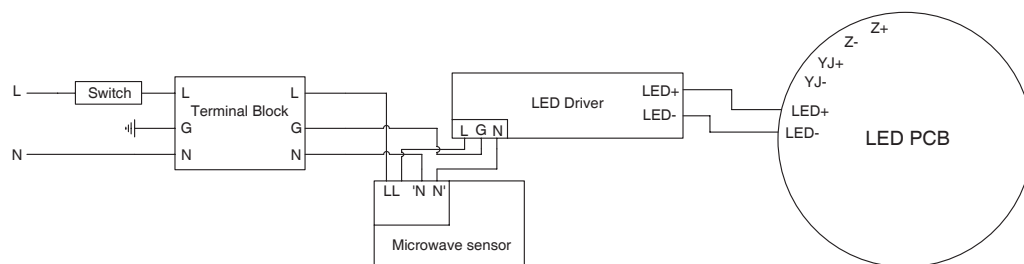 Z+
Z-
YJ+
YJ-
L Switch L Terminal Block L
G G
N N N
LED Driver LED+
LED-
L G N
LED+
LED-
LED PCB
LL 'N N'
Microwave sensor